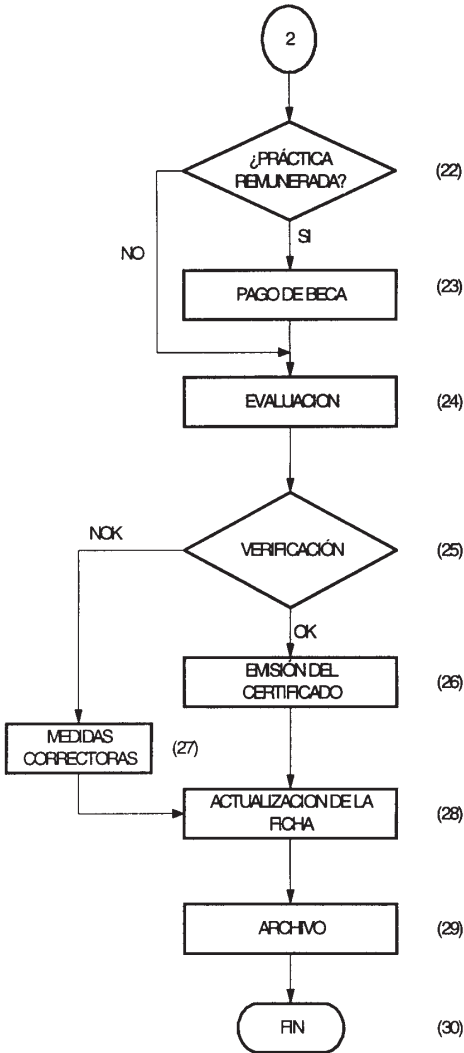 2
¿PRÁCTICA
REMUNERADA?
(22)
SI
NO
PAGO DE BECA
(23)
EVALUACION
(24)
NOK
VERIFICACIÓN
(25)
OK
EMISIÓN DEL
CERTIFICADO
(26)
MEDIDAS
CORRECTORAS
(27)
ACTUALIZACION DE LA
FICHA
(28)
ARCHIVO
(29)
FIN
(30)